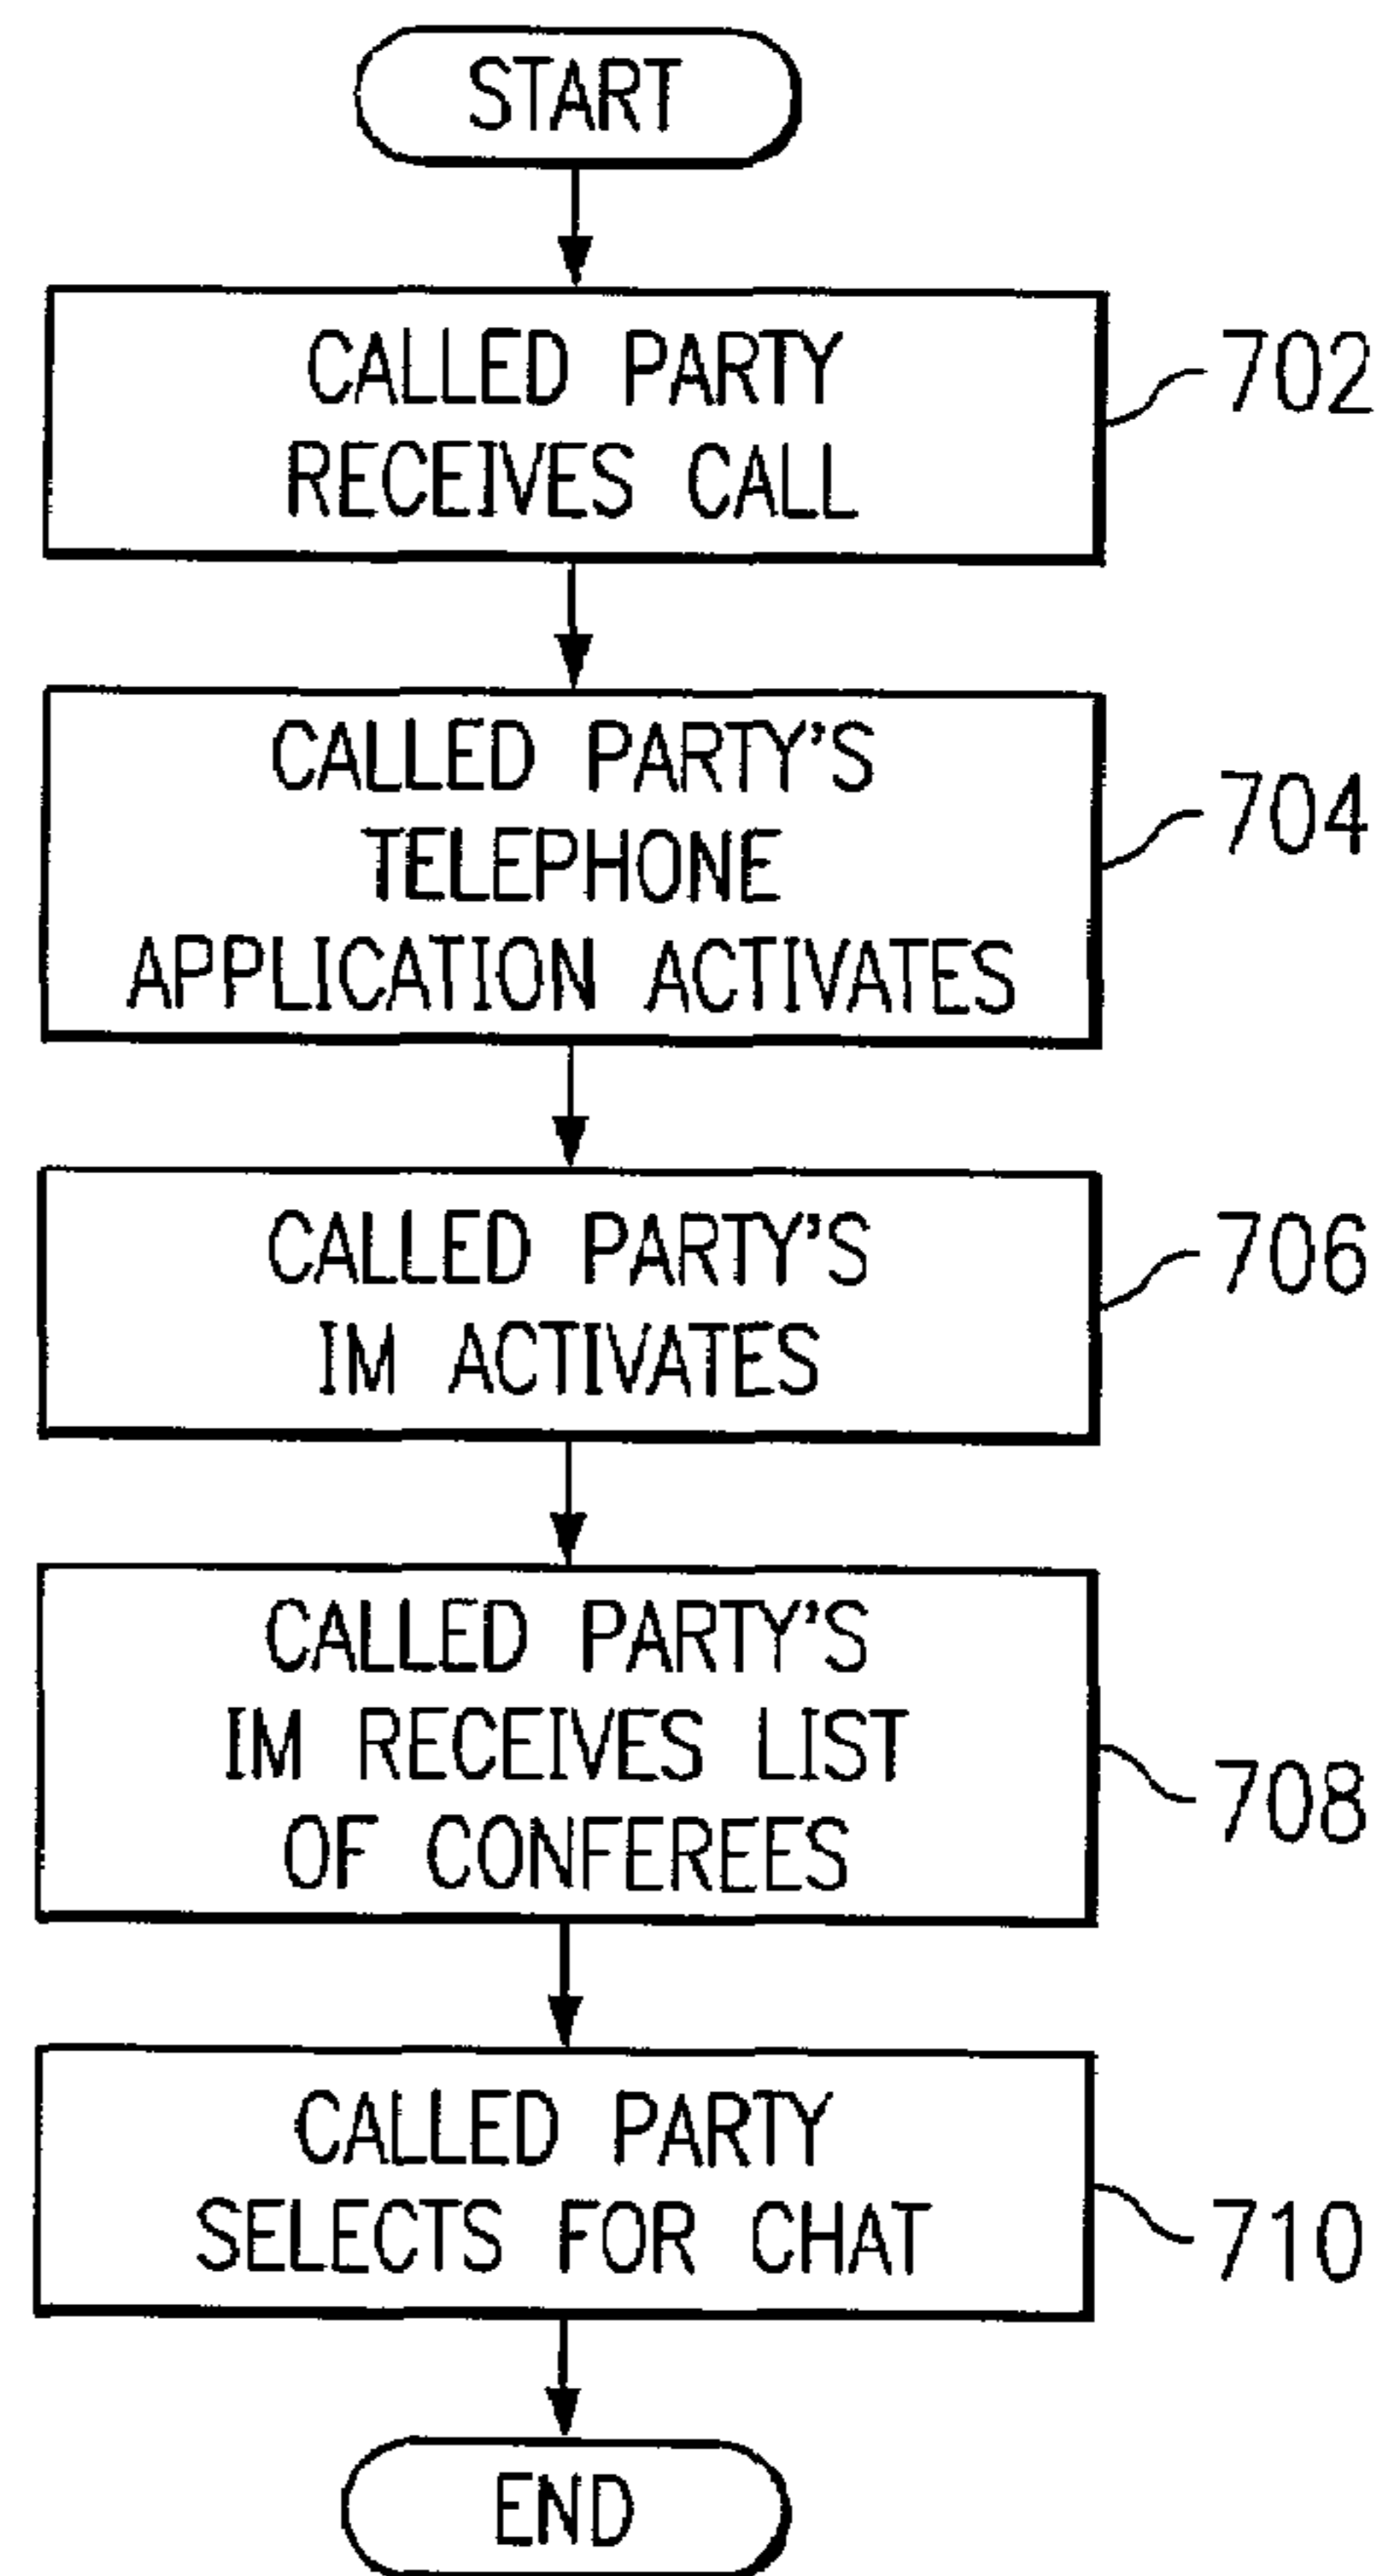 START
CALLED PARTY
RECEIVES CALL
702
CALLED PARTY'S
TELEPHONE
APPLICATION ACTIVATES
704
CALLED PARTY'S
IM ACTIVATES
706
CALLED PARTY'S
IM RECEIVES LIST
OF CONFEREES
708
CALLED PARTY
SELECTS FOR CHAT
710
END